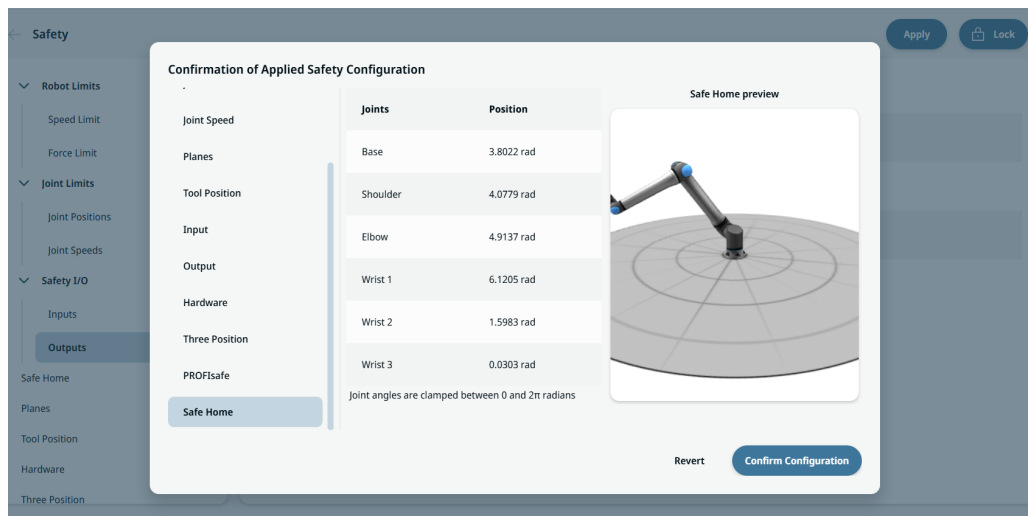 Safety
Apply
Lock
Robot Limits
Speed Limit
Force Limit
Joint Limits
Joint Positions
Joint Speeds
Safety I/O
Inputs
Outputs
Safe Home
Planes
Tool Position
Hardware
Three Position
Confirmation of Applied Safety Configuration
Joint Speed
Planes
Tool Position
Input
Output
Hardware
Three Position
PROFIsafe
Safe Home
Joints Position
Base 3.8022 rad
Shoulder 4.0779 rad
Elbow 4.9137 rad
Wrist 1 6.1205 rad
Wrist 2 1.5983 rad
Wrist 3 0.0303 rad
Joint angles are clamped between 0 and 2π radians
Safe Home preview
Revert
Confirm Configuration